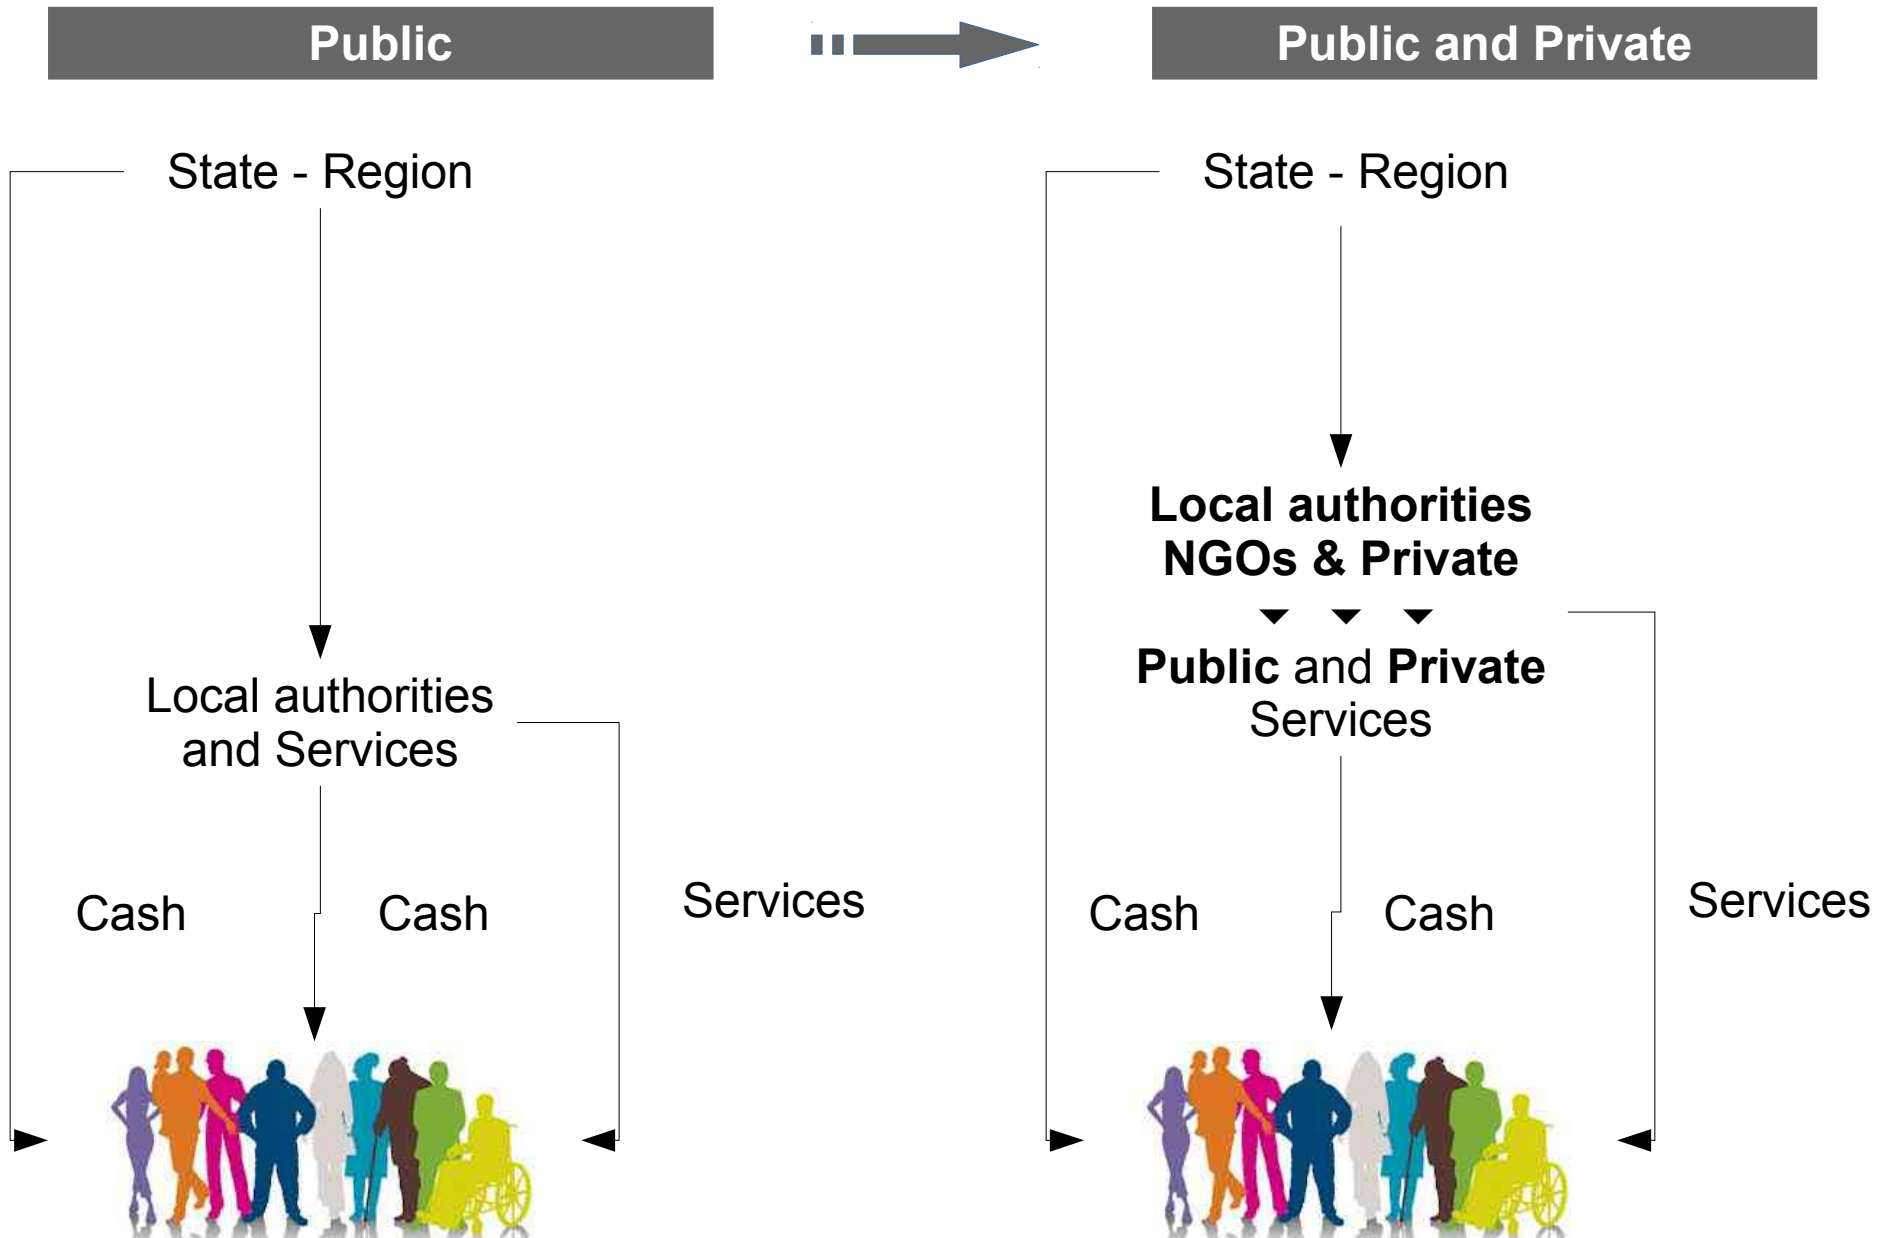 Public
State - Region
Local authorities
and Services
Cash
Cash
Services
Public and Private
State - Region
Local authorities
NGOs & Private
Public and Private
Services
Cash
Cash
Services